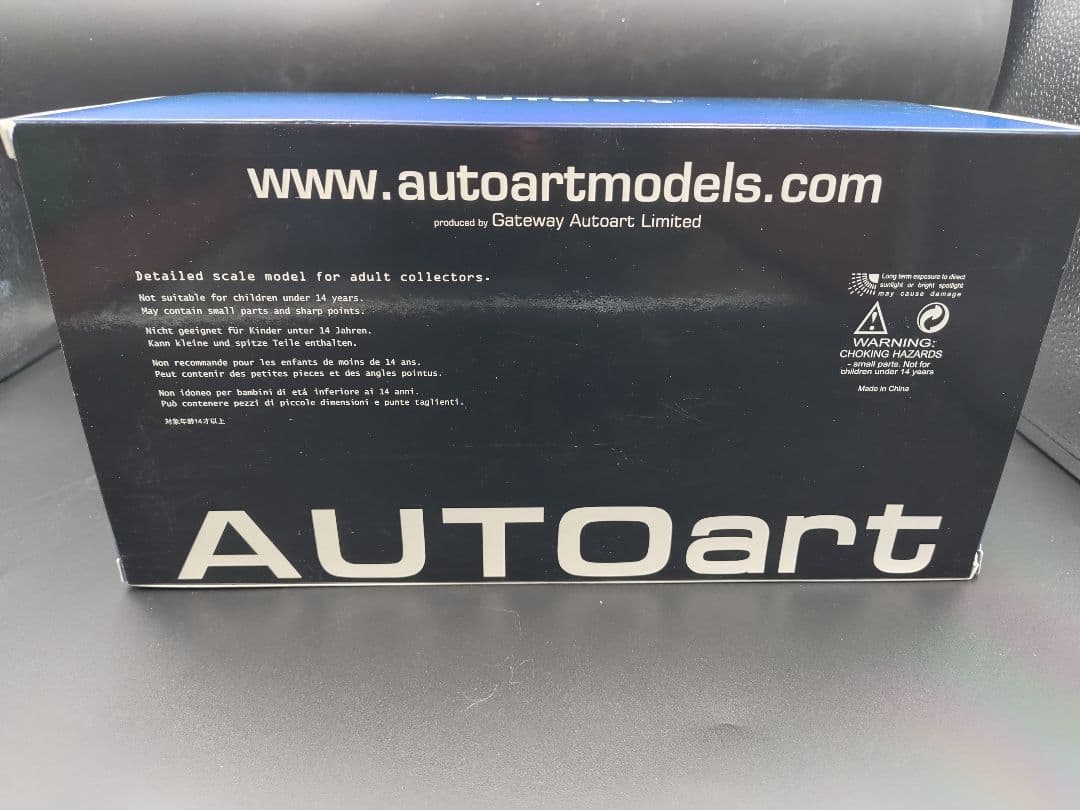 AUTOart™
www.autoartmodels.com
produced by Gateway Autoart Limited
Detailed scale model for adult collectors.
Not suitable for children under 14 years.
May contain small parts and sharp points.
Nicht geeignet für Kinder unter 14 Jahren.
Kann kleine und spitze Teile enthalten.
Non recommande pour les enfants de moins de 14 ans.
Peut contenir des petites pieces et des angles pointus.
Non idoneo per bambini di etá inferiore ai 14 anni.
Puó contenere pezzi di piccole dimensioni e punte taglienti.
対象年齢14才以上
Long term exposure to direct
sunlight or bright spotlight
may cause damage
WARNING:
CHOKING HAZARDS
- small parts. Not for
children under 14 years
Made in China
AUTOart